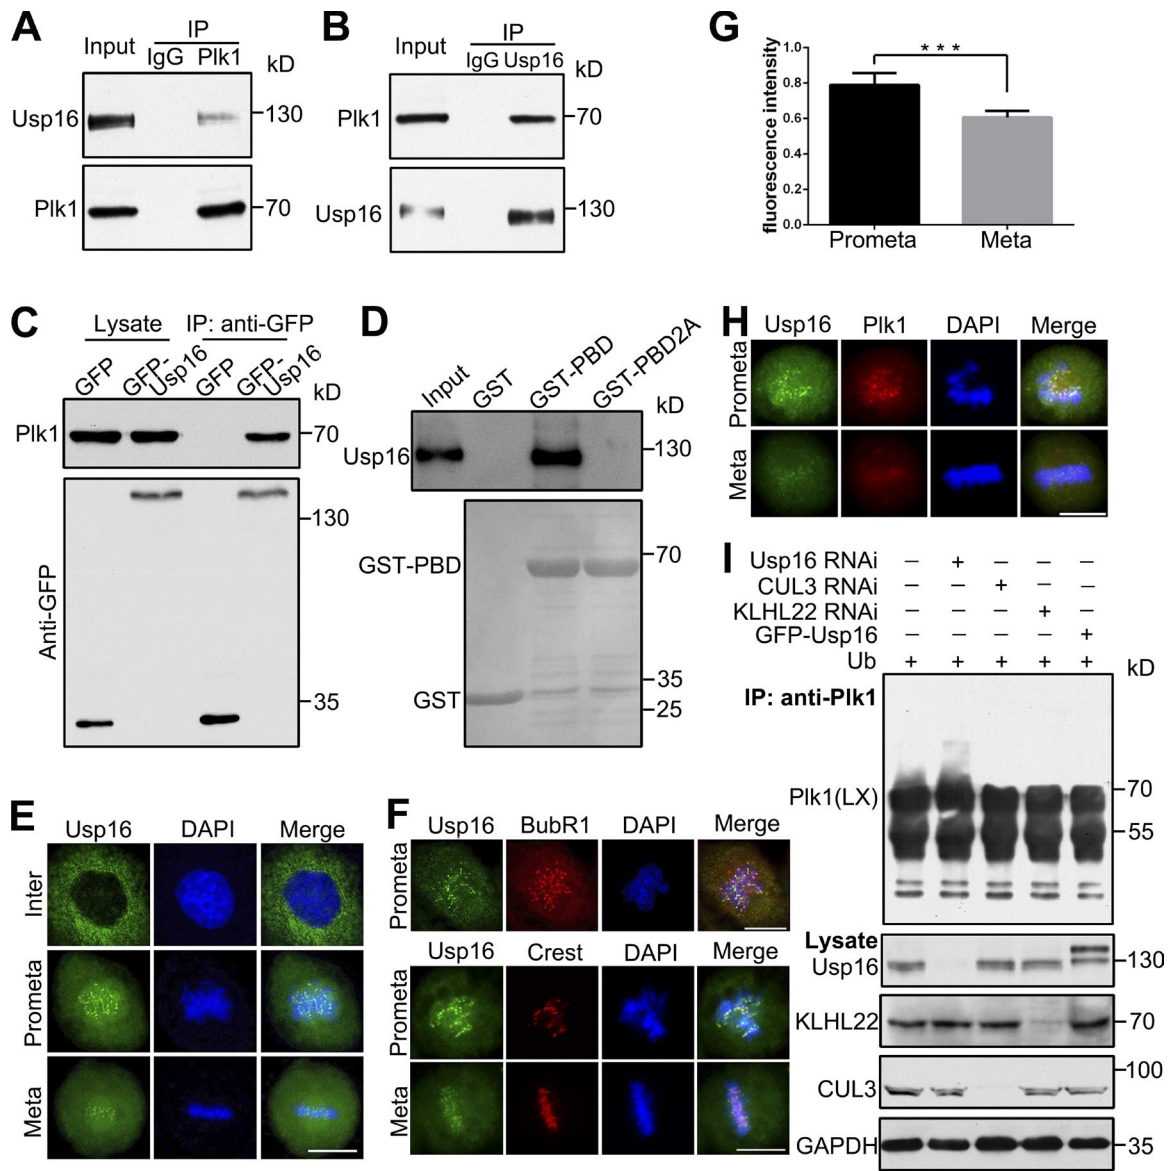 A
IP
Input
IgG Plk1
kD
Usp16
130
Plk1
70
B
IP
Input
IgG Usp16
kD
Plk1
70
Usp16
130
G
fluorescence intensity
1.0
0.8
0.6
0.4
0.2
0.0
***
Prometa Meta
C
Lysate IP: anti-GFP
GFP GFP-Usp16 GFP GFP-Usp16
kD
Plk1
70
Anti-GFP
130
35
D
Input GST GST-PBD GST-PBD2A
kD
Usp16
130
GST-PBD
70
35
GST
25
H
Usp16 Plk1 DAPI Merge
Prometa
Meta
E
Usp16 DAPI Merge
Inter
Prometa
Meta
F
Usp16 BubR1 DAPI Merge
Prometa
Usp16 Crest DAPI Merge
Prometa
Meta
I
Usp16 RNAi − + − − −
CUL3 RNAi − − + − −
KLHL22 RNAi − − − + −
GFP-Usp16 − − − − +
Ub + + + + +
kD
IP: anti-Plk1
Plk1(LX)
70
55
Lysate
Usp16
130
KLHL22
70
CUL3
100
GAPDH
35